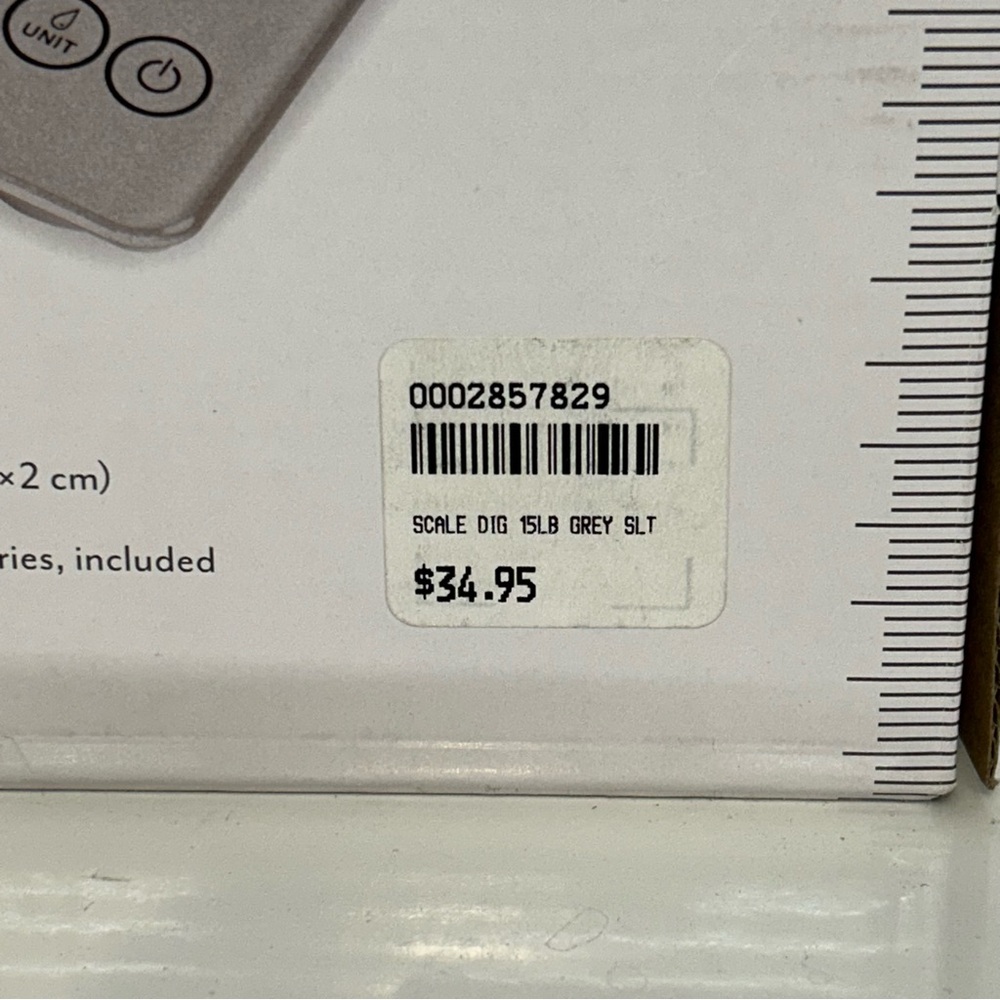 UNIT
0002857829
×2 cm)
SCALE DIG 15LB GREY SLT
ries, included
$34.95